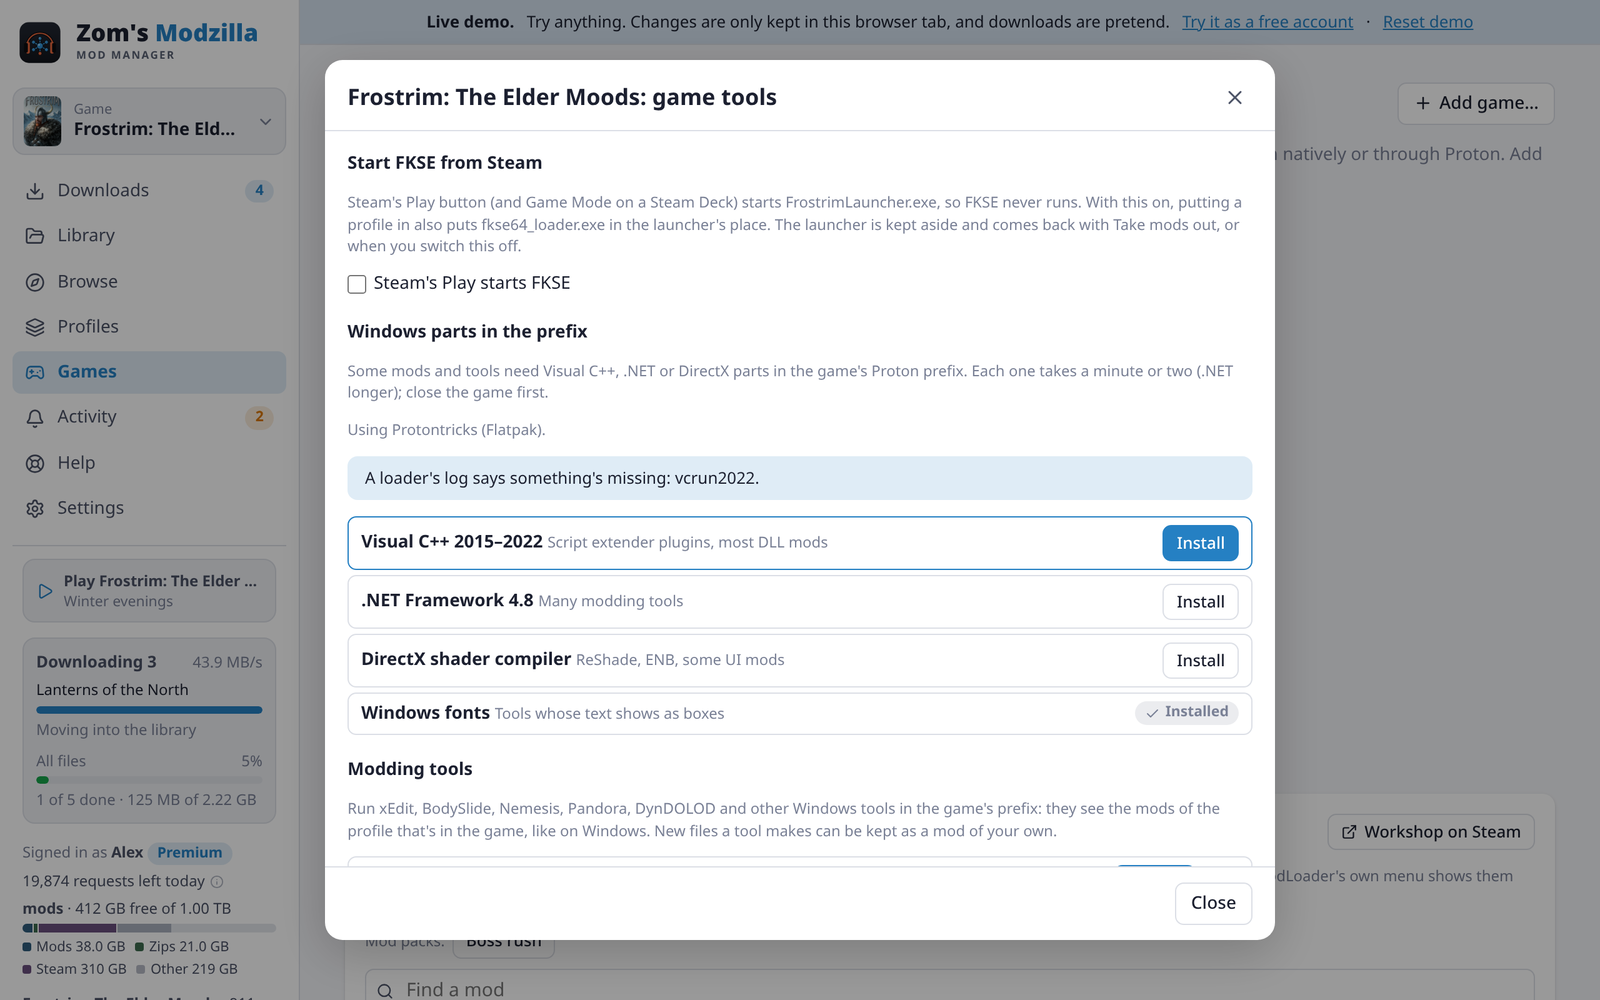 Zom's Modzilla
MOD MANAGER
Game
Frostrim: The Eld...
Downloads 4
Library
Browse
Profiles
Games
Activity 2
Help
Settings
Play Frostrim: The Elder ...
Winter evenings
Downloading 3 43.9 MB/s
Lanterns of the North
Moving into the library
All files 5%
1 of 5 done · 125 MB of 2.22 GB
Signed in as Alex Premium
19,874 requests left today
mods · 412 GB free of 1.00 TB
Mods 38.0 GB Zips 21.0 GB
Steam 310 GB Other 219 GB
Live demo. Try anything. Changes are only kept in this browser tab, and downloads are pretend. Try it as a free account · Reset demo
+ Add game...
natively or through Proton. Add
Frostrim: The Elder Moods: game tools
Start FKSE from Steam
Steam's Play button (and Game Mode on a Steam Deck) starts FrostrimLauncher.exe, so FKSE never runs. With this on, putting a
profile in also puts fkse64_loader.exe in the launcher's place. The launcher is kept aside and comes back with Take mods out, or
when you switch this off.
Steam's Play starts FKSE
Windows parts in the prefix
Some mods and tools need Visual C++, .NET or DirectX parts in the game's Proton prefix. Each one takes a minute or two (.NET
longer); close the game first.
Using Protontricks (Flatpak).
A loader's log says something's missing: vcrun2022.
Visual C++ 2015–2022 Script extender plugins, most DLL mods Install
.NET Framework 4.8 Many modding tools Install
DirectX shader compiler ReShade, ENB, some UI mods Install
Windows fonts Tools whose text shows as boxes Installed
Modding tools
Run xEdit, BodySlide, Nemesis, Pandora, DynDOLOD and other Windows tools in the game's prefix: they see the mods of the
profile that's in the game, like on Windows. New files a tool makes can be kept as a mod of your own.
Close
Workshop on Steam
dLoader's own menu shows them
Mod packs: Boss rush
Find a mod